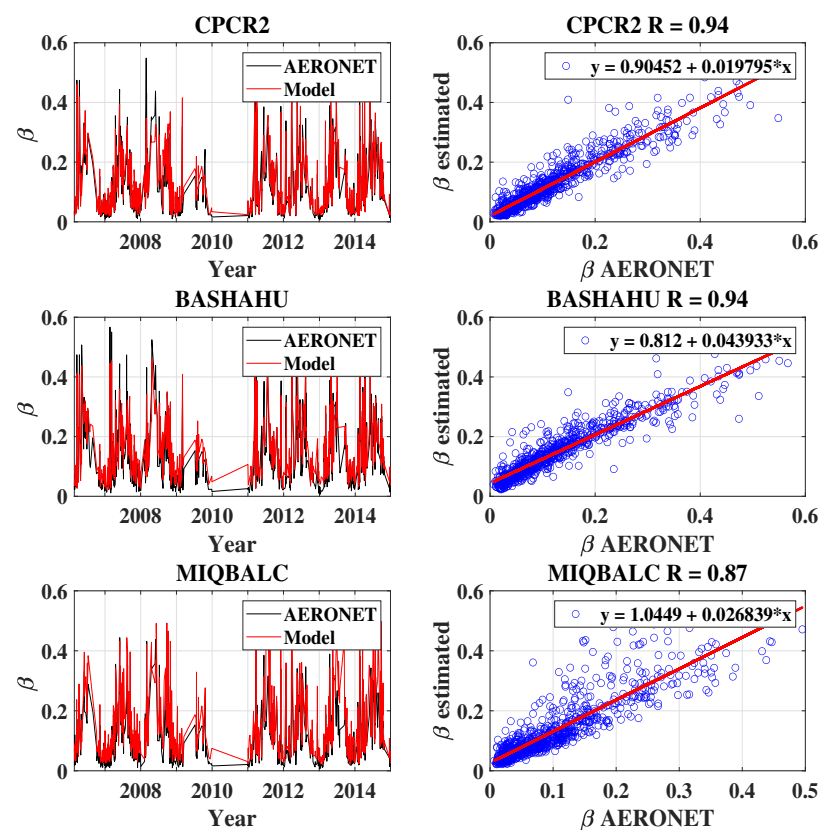 CPCR2
0.6
0.4
0.2
0
β
AERONET
Model
2008 2010 2012 2014
Year
CPCR2 R = 0.94
0.6
0.4
0.2
0
β estimated
y = 0.90452 + 0.019795*x
0 0.2 0.4 0.6
β AERONET
BASHAHU
0.6
0.4
0.2
0
β
AERONET
Model
2008 2010 2012 2014
Year
BASHAHU R = 0.94
0.6
0.4
0.2
0
β estimated
y = 0.812 + 0.043933*x
0 0.2 0.4 0.6
β AERONET
MIQBALC
0.6
0.4
0.2
0
β
AERONET
Model
2008 2010 2012 2014
Year
MIQBALC R = 0.87
0.6
0.4
0.2
0
β estimated
y = 1.0449 + 0.026839*x
0 0.1 0.2 0.3 0.4 0.5
β AERONET